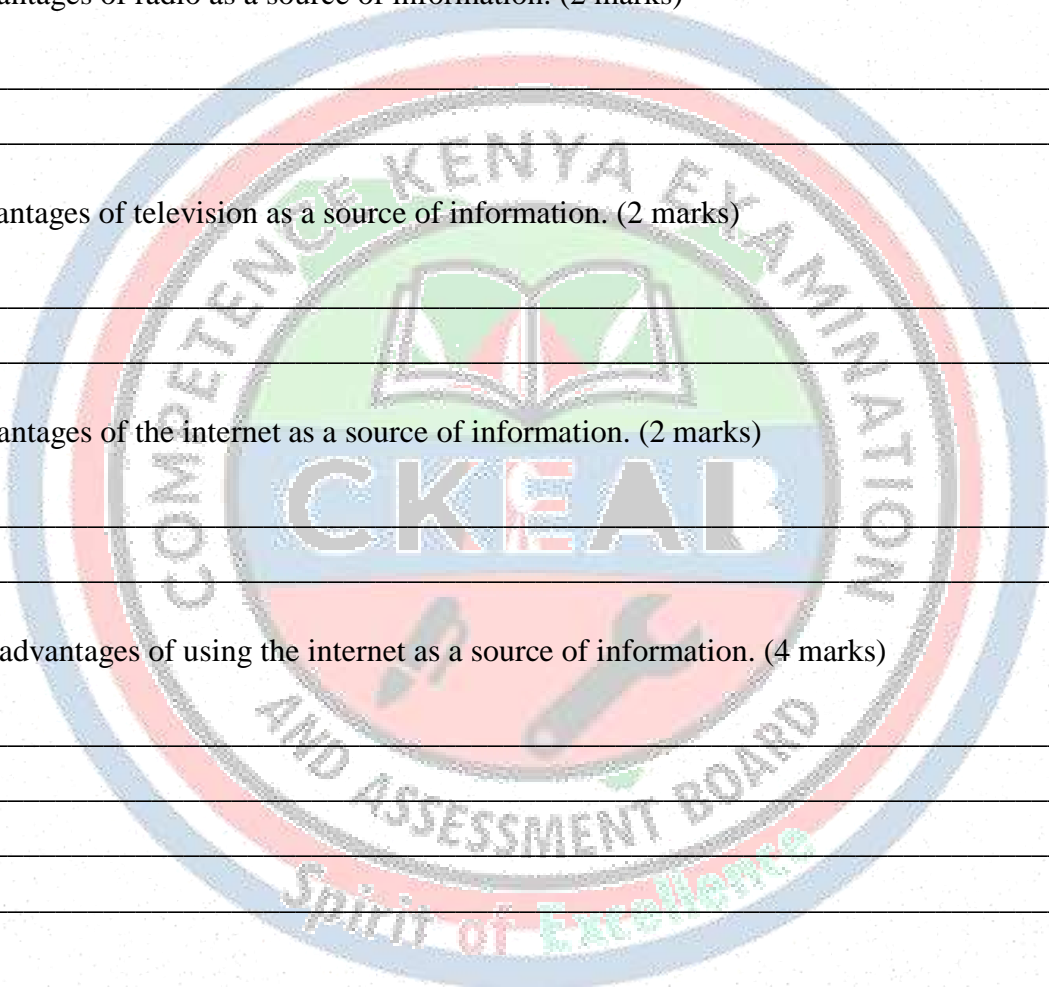 antages of radio as a source of information. (2 marks)
antages of television as a source of information. (2 marks)
antages of the internet as a source of information. (2 marks)
advantages of using the internet as a source of information. (4 marks)
COMPETENCE KENYA EXAMINATION
CKEAB
AND ASSESSMENT BOARD
Spirit of Excellence